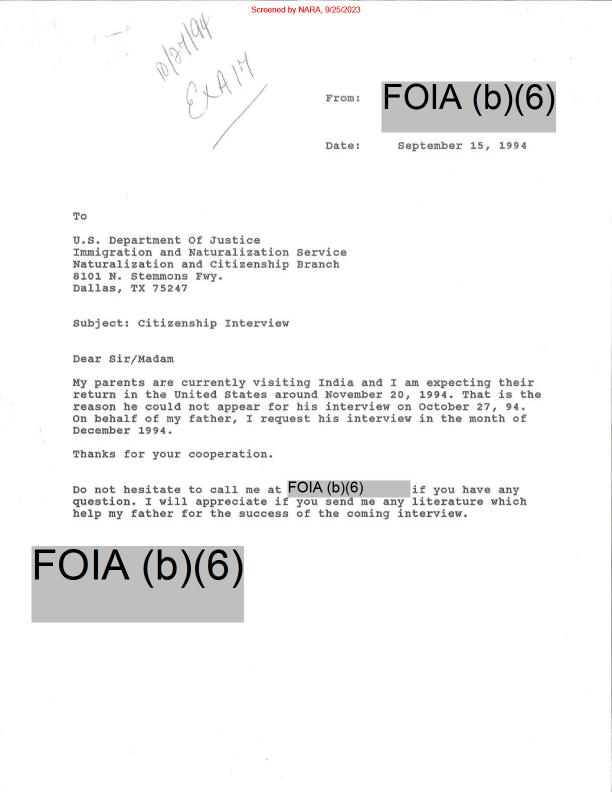 Screened by NARA, 9/25/2023
10/27/94
EXA 17
From: FOIA (b)(6)
Date: September 15, 1994
To
U.S. Department Of Justice
Immigration and Naturalization Service
Naturalization and Citizenship Branch
8101 N. Stemmons Fwy.
Dallas, TX 75247
Subject: Citizenship Interview
Dear Sir/Madam
My parents are currently visiting India and I am expecting their
return in the United States around November 20, 1994. That is the
reason he could not appear for his interview on October 27, 94.
On behalf of my father, I request his interview in the month of
December 1994.
Thanks for your cooperation.
Do not hesitate to call me at FOIA (b)(6) if you have any
question. I will appreciate if you send me any literature which
help my father for the success of the coming interview.
FOIA (b)(6)